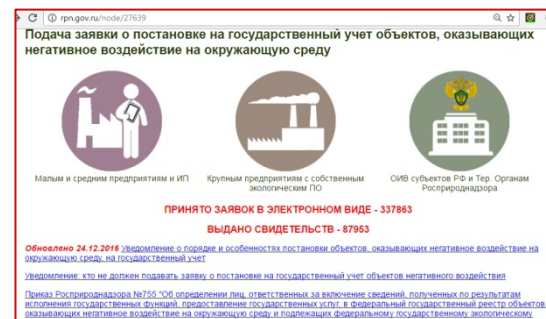 rpn.gov.ru/node/27639
Подача заявки о постановке на государственный учет объектов, оказывающих
негативное воздействие на окружающую среду
Малым и средним предприятиям и ИП
Крупным предприятиям с собственным
экологическим ПО
ОИВ субъектов РФ и Тер. Органам
Росприроднадзора
ПРИНЯТО ЗАЯВОК В ЭЛЕКТРОННОМ ВИДЕ - 337863
ВЫДАНО СВИДЕТЕЛЬСТВ - 87953
Обновлено 24.12.2016 Уведомление о порядке и особенностях постановки объектов, оказывающих негативное воздействие на
окружающую среду, на государственный учет
Уведомление: кто не должен подавать заявку о постановке на государственный учет объектов негативного воздействия
Приказ Росприроднадзора №755 "Об определении лиц, ответственных за включение сведений, полученных по результатам
исполнения государственных функций, предоставление государственных услуг, в федеральный государственный реестр объектов,
оказывающих негативное воздействие на окружающую среду и подлежащих федеральному государственному экологическому